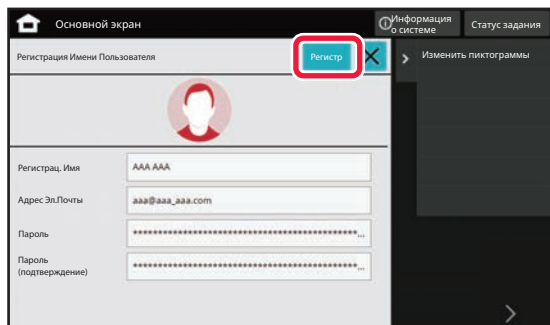 Основной экран
Информация
о системе
Статус задания
Регистрация Имени Пользователя
Регистр
Изменить пиктограммы
Регистрац. Имя
AAA AAA
Адрес Эл.Почты
aaa@aaa_aaa.com
Пароль
**********************************************...
Пароль
(подтверждение)
**********************************************...